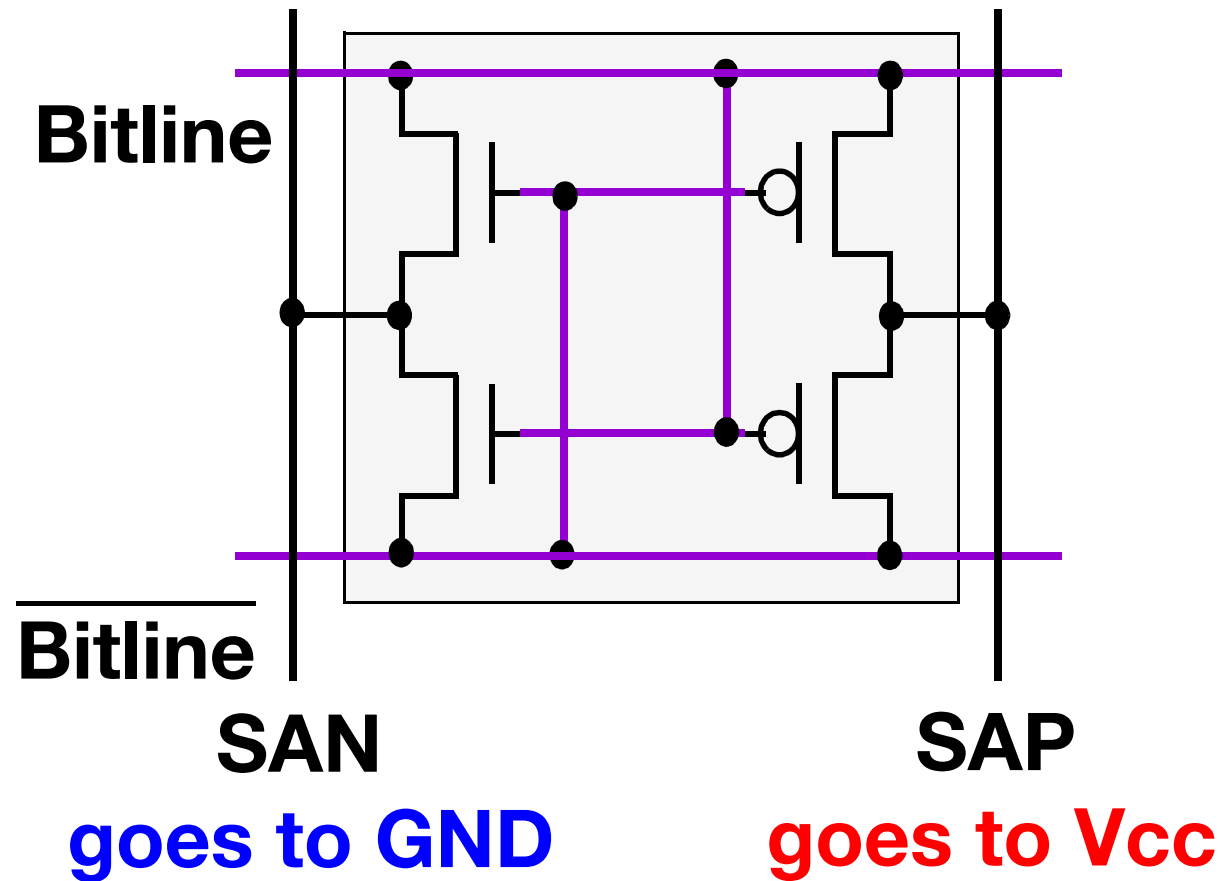 Bitline
Bitline
SAN
SAP
goes to GND
goes to Vcc